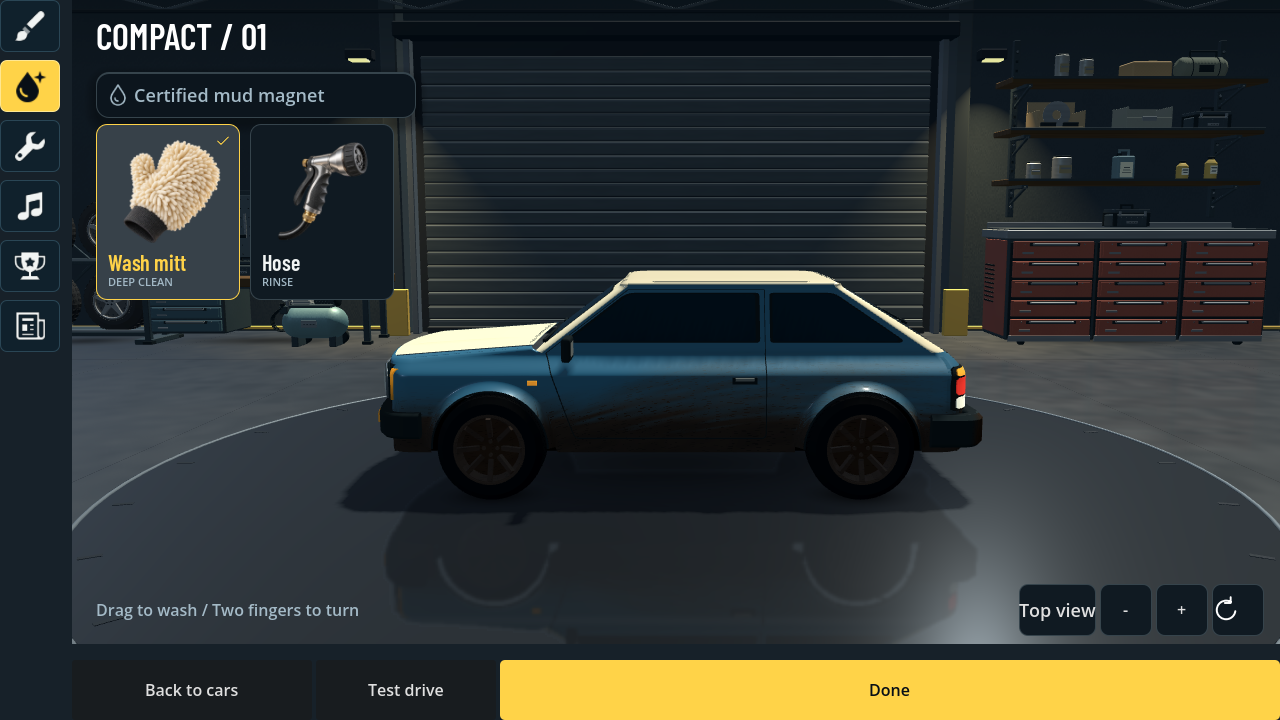 COMPACT / 01
Certified mud magnet
Wash mitt
DEEP CLEAN
Hose
RINSE
Drag to wash / Two fingers to turn
Top view
-
+
Back to cars
Test drive
Done